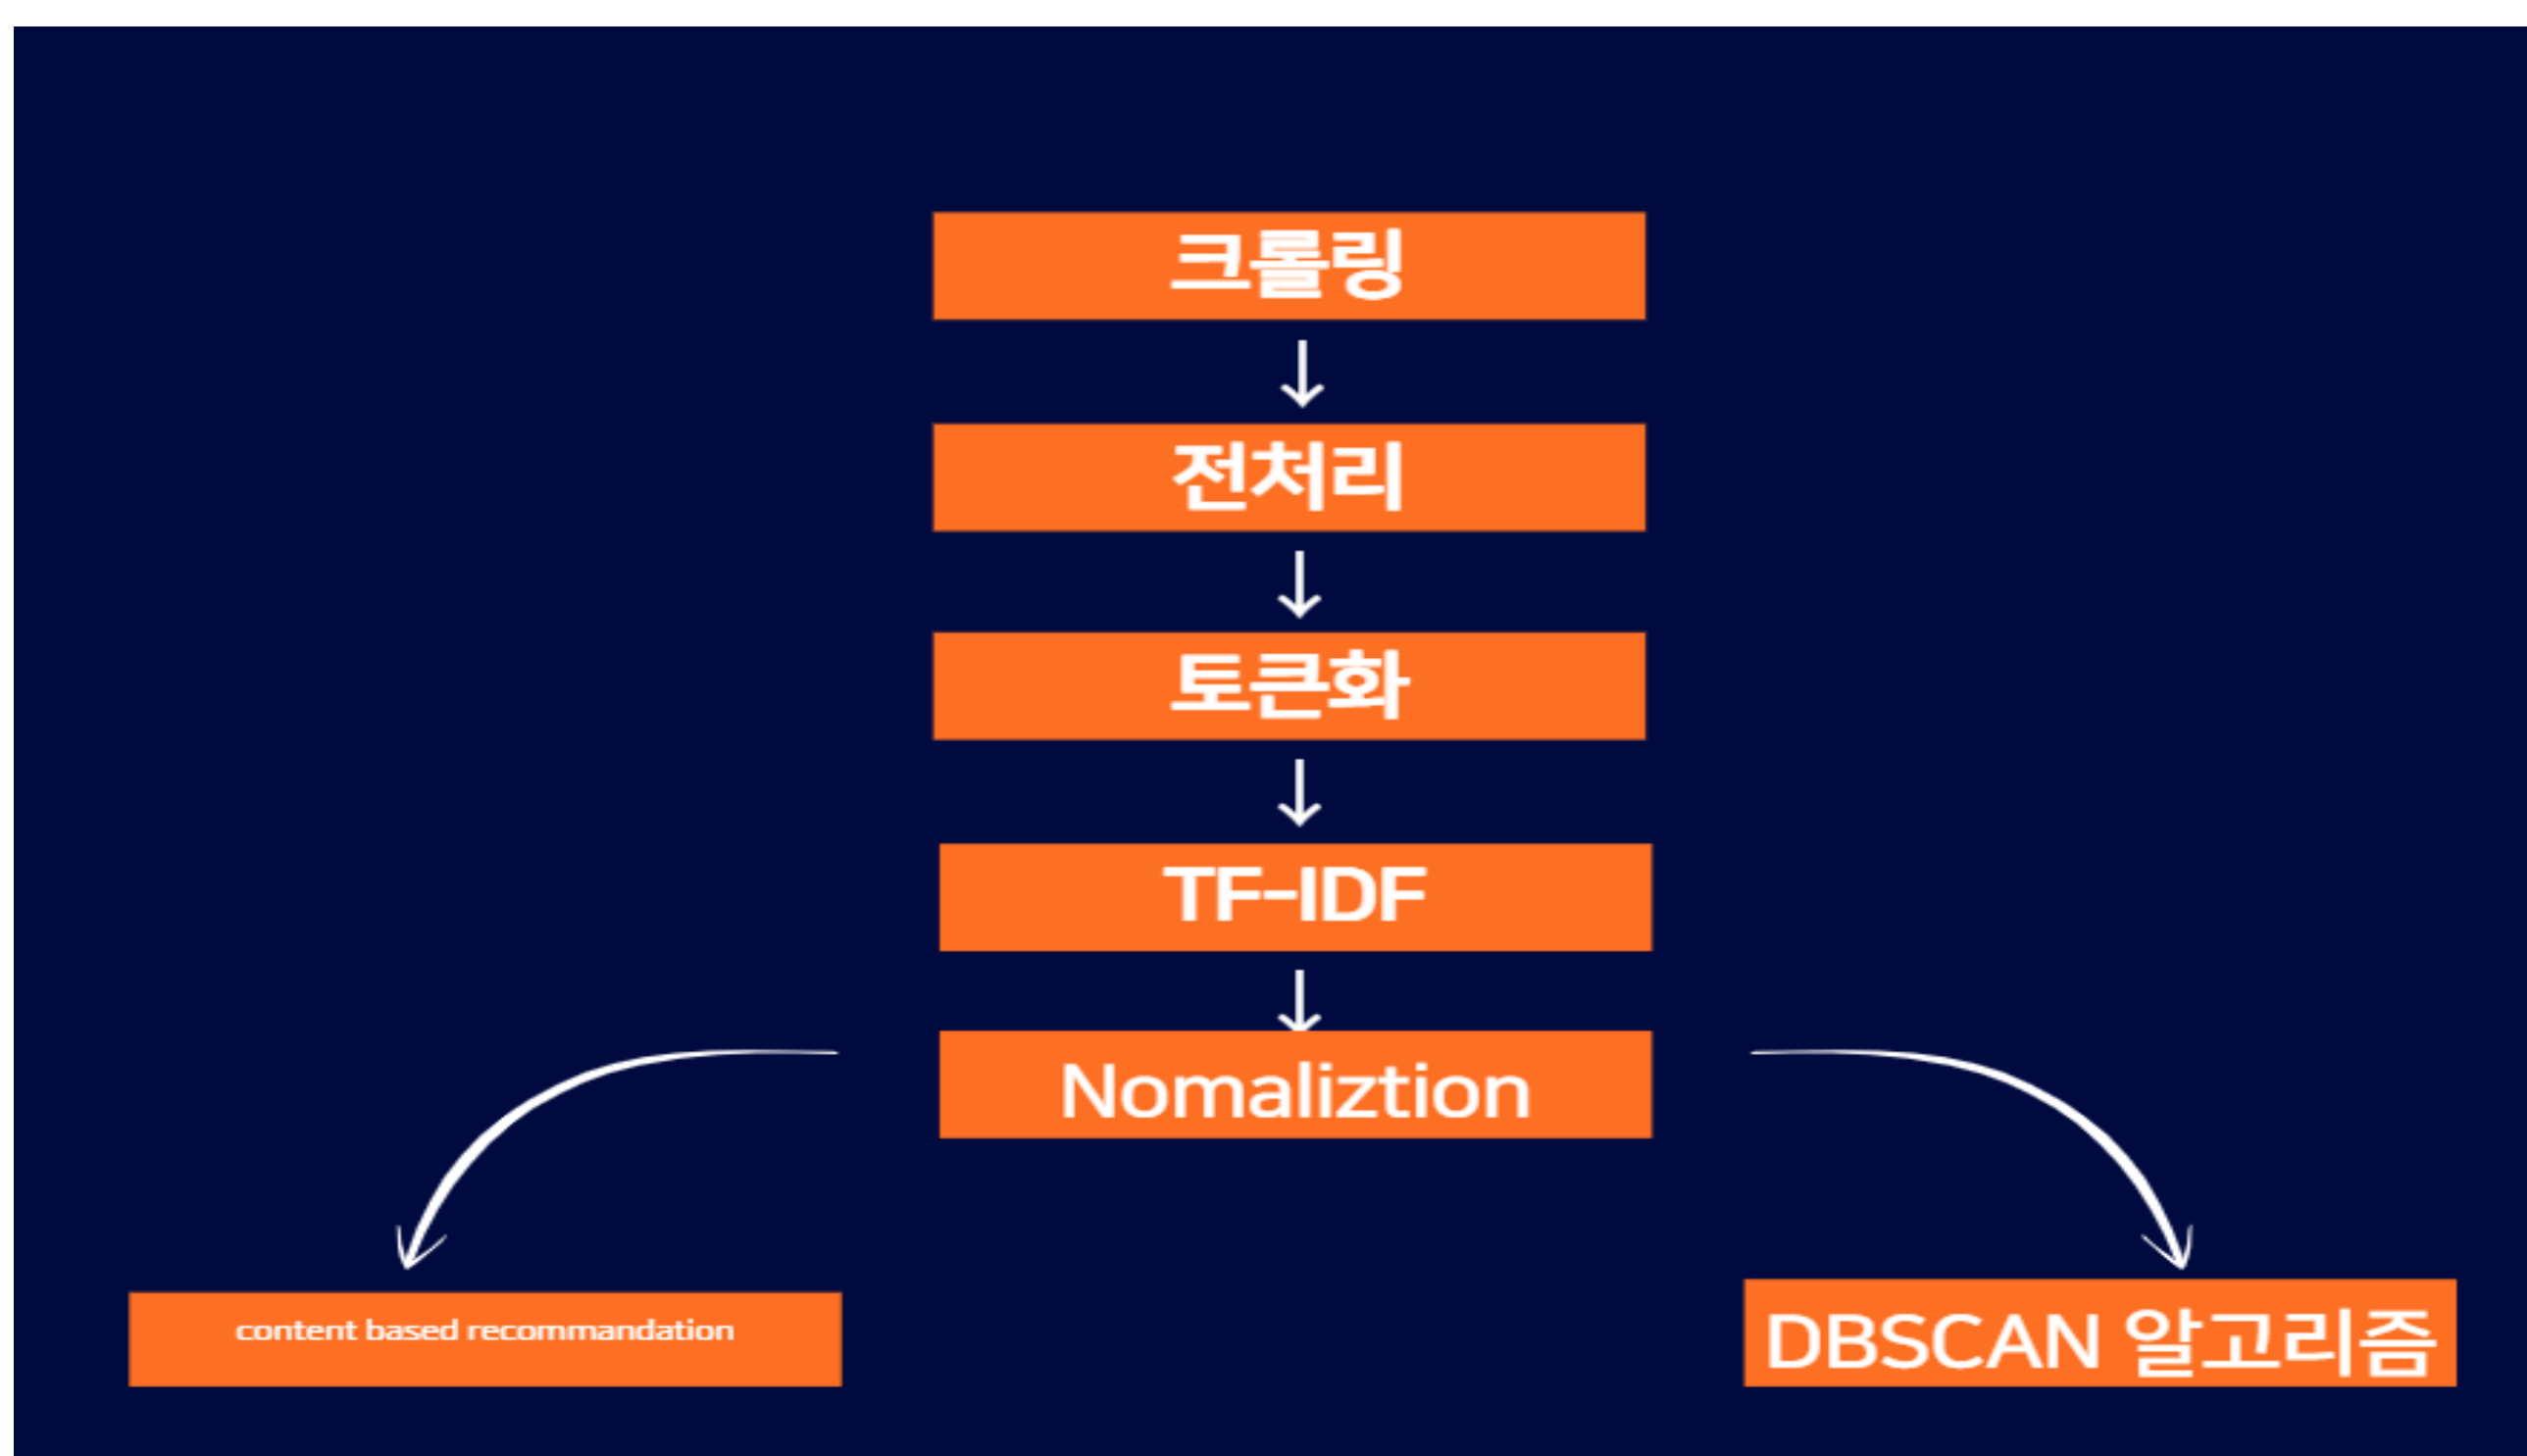 크롤링
전처리
토큰화
TF-IDF
Nomaliztion
content based recommandation
DBSCAN 알고리즘